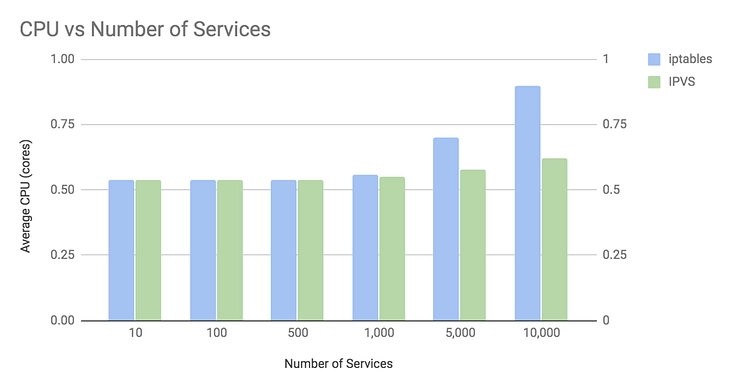 CPU vs Number of Services
1.00 1 iptables
IPVS
0.75 0.75
Average CPU (cores)
0.50 0.5
0.25 0.25
0.00 0
10 100 500 1,000 5,000 10,000
Number of Services